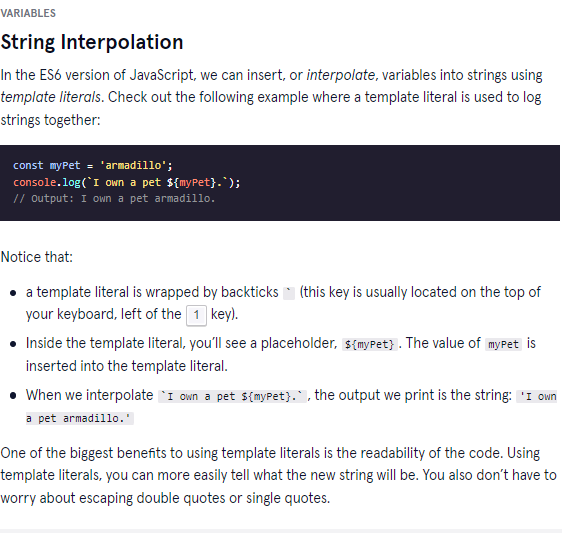 VARIABLES
String Interpolation
In the ES6 version of JavaScript, we can insert, or interpolate, variables into strings using
template literals. Check out the following example where a template literal is used to log
strings together:
const myPet = 'armadillo';
console.log(`I own a pet ${myPet}.`);
// Output: I own a pet armadillo.
Notice that:
• a template literal is wrapped by backticks ` (this key is usually located on the top of
your keyboard, left of the 1 key).
• Inside the template literal, you’ll see a placeholder, ${myPet}. The value of myPet is
inserted into the template literal.
• When we interpolate `I own a pet ${myPet}.`, the output we print is the string: 'I own
a pet armadillo.'
One of the biggest benefits to using template literals is the readability of the code. Using
template literals, you can more easily tell what the new string will be. You also don’t have to
worry about escaping double quotes or single quotes.